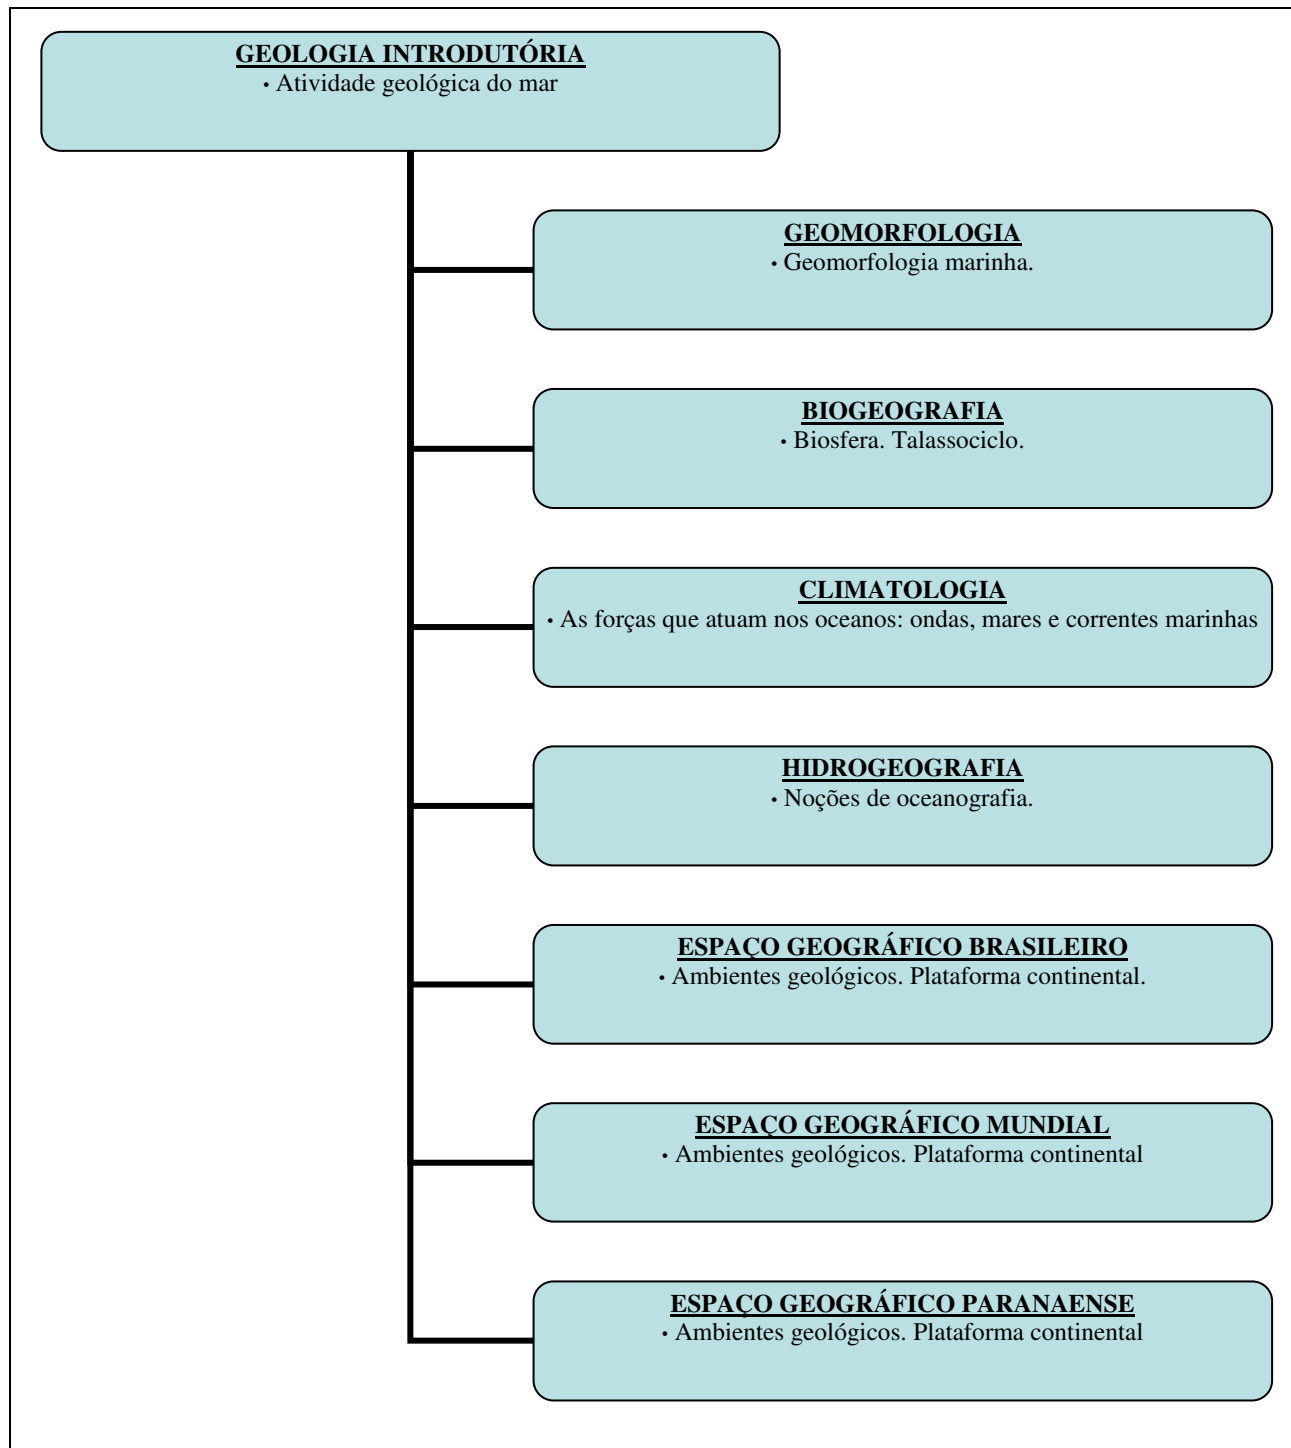 GEOLOGIA INTRODUTÓRIA
• Atividade geológica do mar
GEOMORFOLOGIA
• Geomorfologia marinha.
BIOGEOGRAFIA
• Biosfera. Talassociclo.
CLIMATOLOGIA
• As forças que atuam nos oceanos: ondas, mares e correntes marinhas
HIDROGEOGRAFIA
• Noções de oceanografia.
ESPAÇO GEOGRÁFICO BRASILEIRO
• Ambientes geológicos. Plataforma continental.
ESPAÇO GEOGRÁFICO MUNDIAL
• Ambientes geológicos. Plataforma continental
ESPAÇO GEOGRÁFICO PARANAENSE
• Ambientes geológicos. Plataforma continental